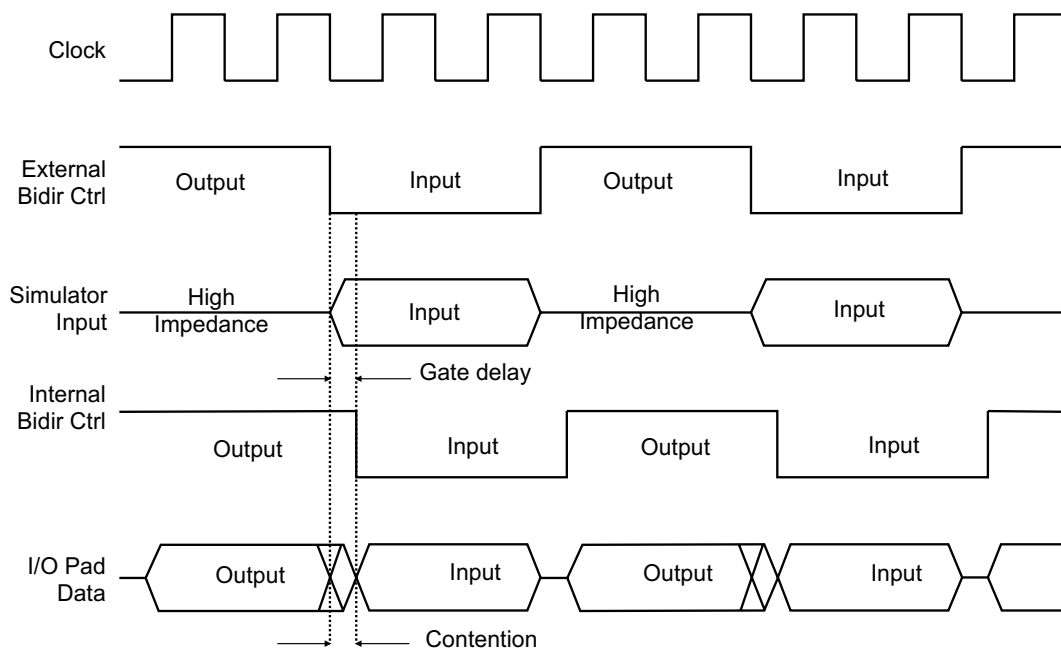 Clock
External
Bidir Ctrl
Output
Input
Output
Input
Simulator
Input
High
Impedance
Input
High
Impedance
Input
Gate delay
Internal
Bidir Ctrl
Output
Input
Output
Input
I/O Pad
Data
Output
Input
Output
Input
Contention